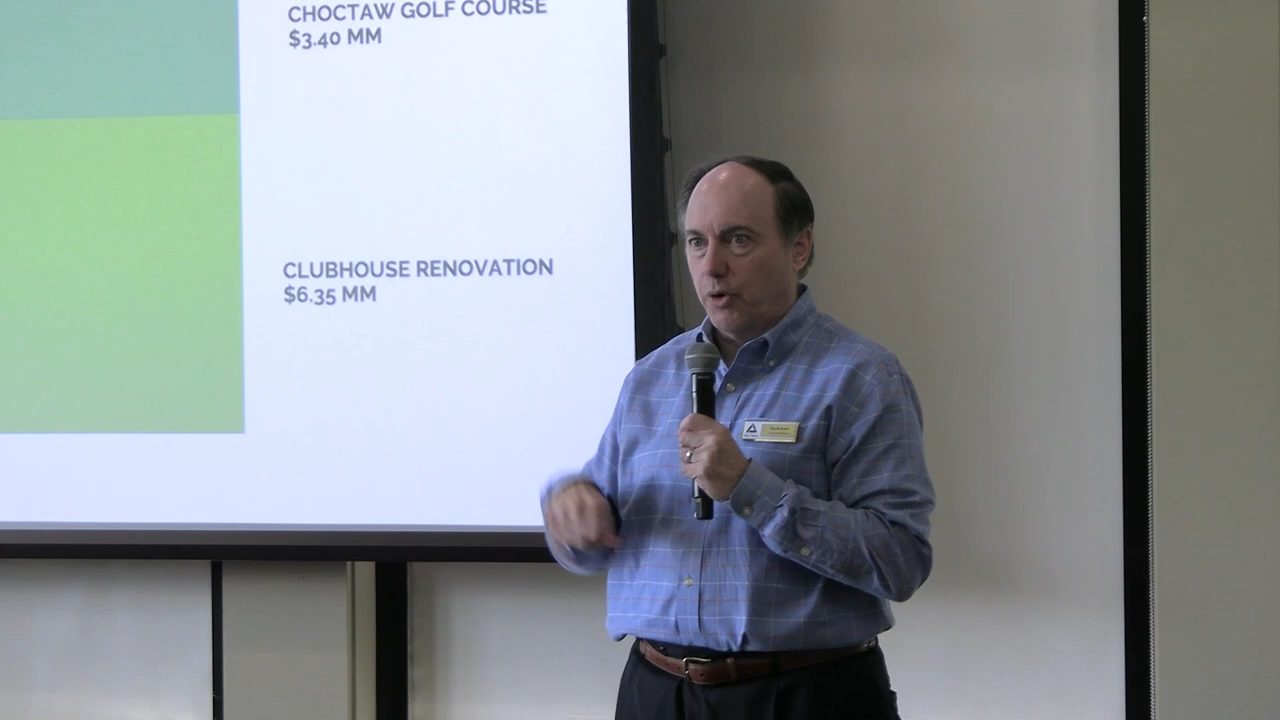 CHOCTAW GOLF COURSE
$3.40 MM
CLUBHOUSE RENOVATION
$6.35 MM